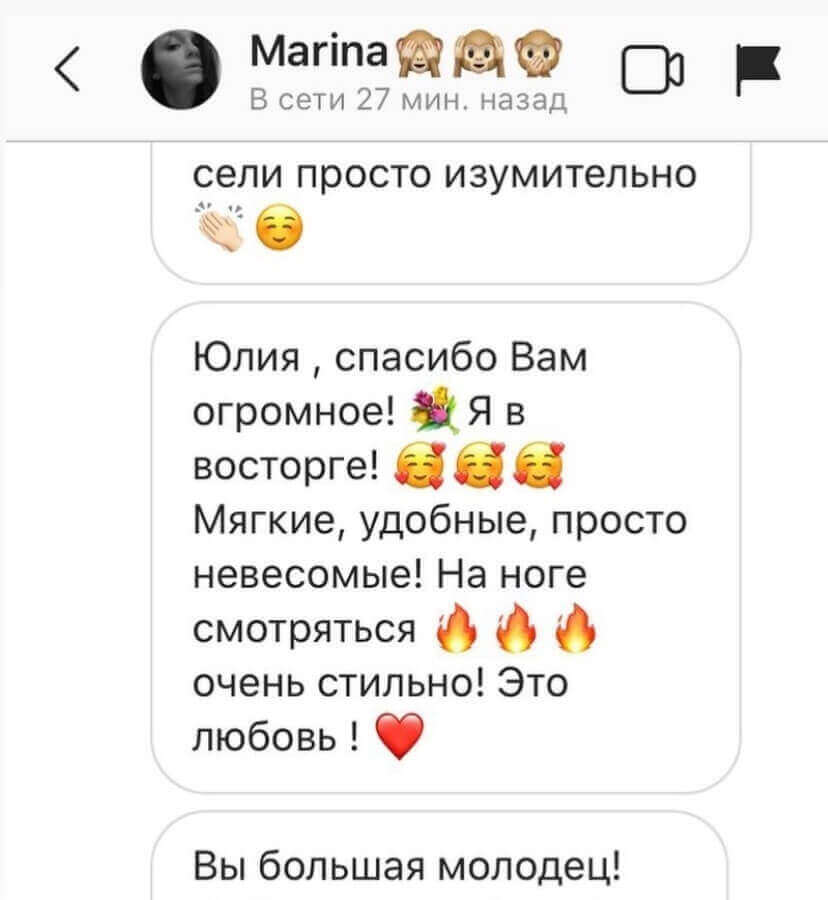 Marina🙈🙉🙊
В сети 27 мин. назад
сели просто изумительно
👏🏻☺️
Юлия , спасибо Вам
огромное! 💐 Я в
восторге! 🥰🥰🥰
Мягкие, удобные, просто
невесомые! На ноге
смотряться 🔥🔥🔥
очень стильно! Это
любовь ! ❤️
Вы большая молодец!